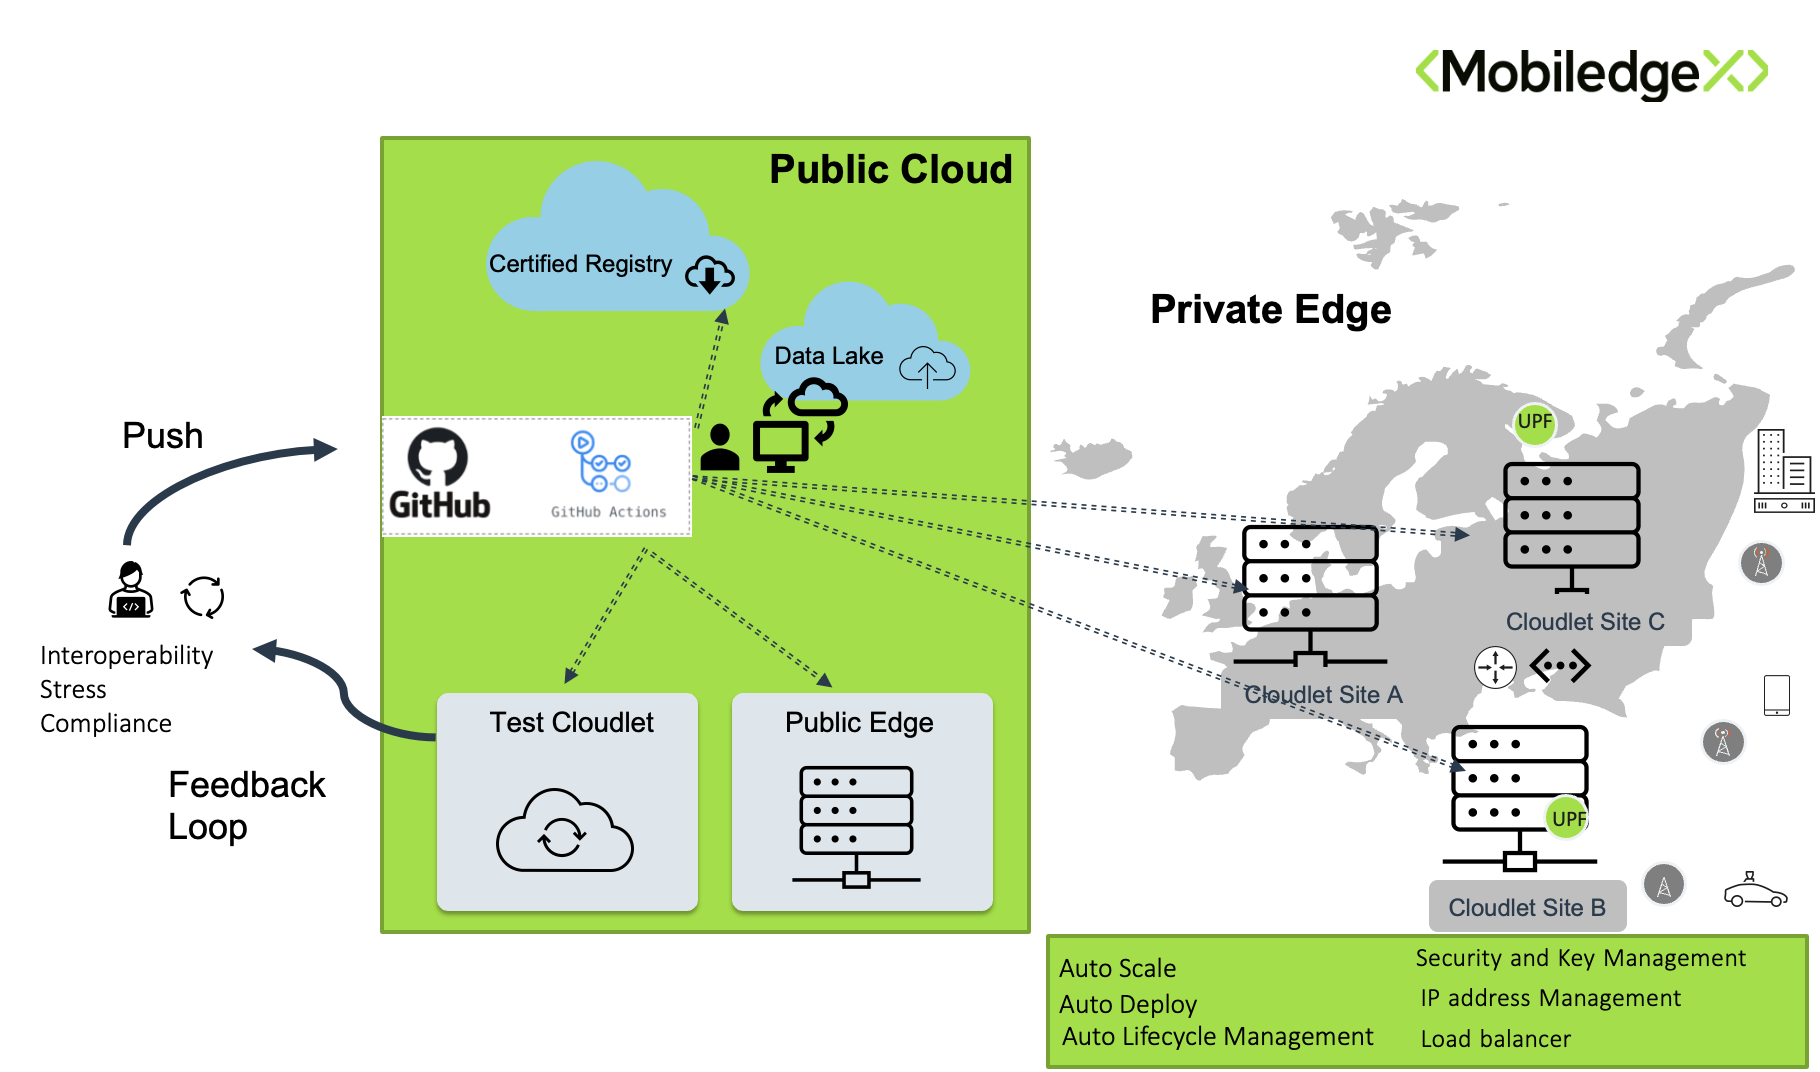 <MobiledgeX>
Public Cloud
Certified Registry
Data Lake
Private Edge
Push
GitHub
GitHub Actions
UPF
Cloudlet Site C
Interoperability
Stress
Compliance
Cloudlet Site A
Test Cloudlet
Public Edge
Feedback
Loop
UPF
Cloudlet Site B
Auto Scale
Auto Deploy
Auto Lifecycle Management
Security and Key Management
IP address Management
Load balancer